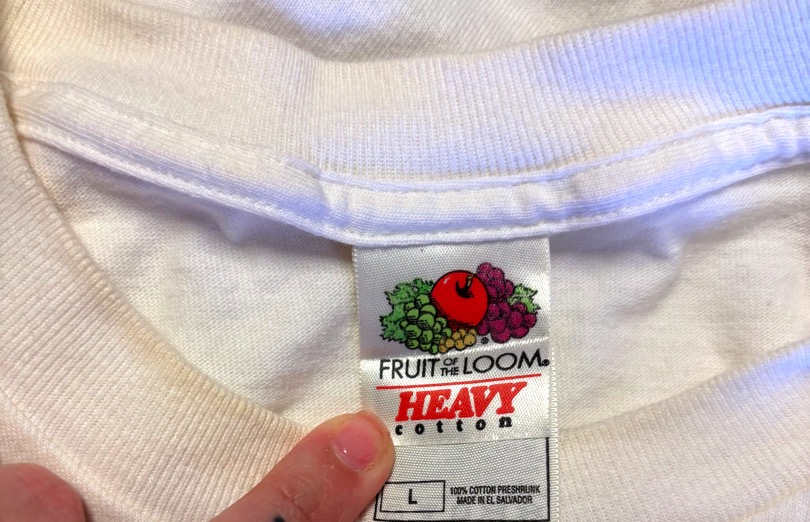 FRUIT OF THE LOOM®
HEAVY
cotton
L
100% COTTON PRESHRUNK
MADE IN EL SALVADOR